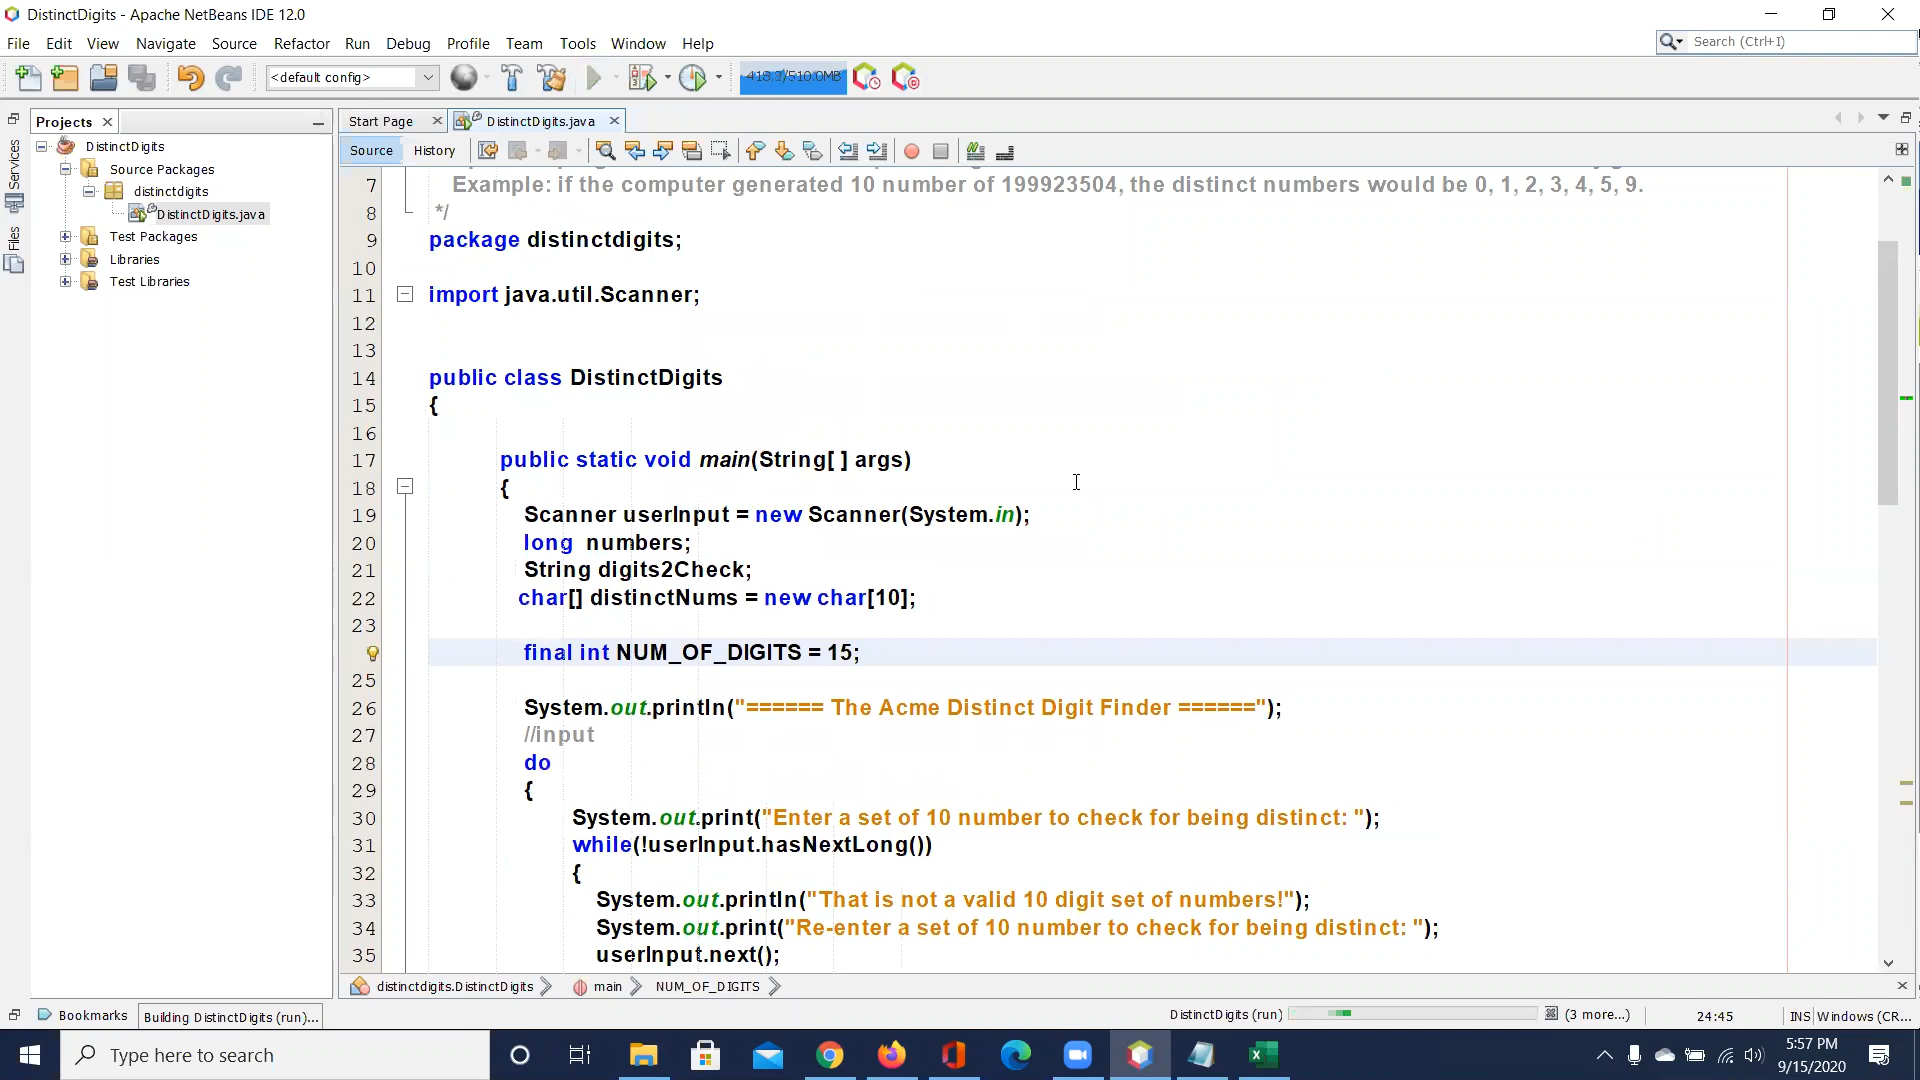 DistinctDigits - Apache NetBeans IDE 12.0
File Edit View Navigate Source Refactor Run Debug Profile Team Tools Window Help
Search (Ctrl+I)
<default config>
418.2/510.0MB
Projects
Start Page
DistinctDigits.java
Source
History
Services
Files
DistinctDigits
Source Packages
distinctdigits
DistinctDigits.java
Test Packages
Libraries
Test Libraries
7 Example: if the computer generated 10 number of 199923504, the distinct numbers would be 0, 1, 2, 3, 4, 5, 9.
8 */
9 package distinctdigits;
10
11 import java.util.Scanner;
12
13
14 public class DistinctDigits
15 {
16
17 public static void main(String[ ] args)
18 {
19 Scanner userInput = new Scanner(System.in);
20 long numbers;
21 String digits2Check;
22 char[] distinctNums = new char[10];
23
final int NUM_OF_DIGITS = 15;
25
26 System.out.println("====== The Acme Distinct Digit Finder ======");
27 //input
28 do
29 {
30 System.out.print("Enter a set of 10 number to check for being distinct: ");
31 while(!userInput.hasNextLong())
32 {
33 System.out.println("That is not a valid 10 digit set of numbers!");
34 System.out.print("Re-enter a set of 10 number to check for being distinct: ");
35 userInput.next();
distinctdigits.DistinctDigits
main
NUM_OF_DIGITS
Bookmarks
Building DistinctDigits (run)...
DistinctDigits (run)
(3 more...)
24:45
INS
Windows (CR...
Type here to search
5:57 PM
9/15/2020